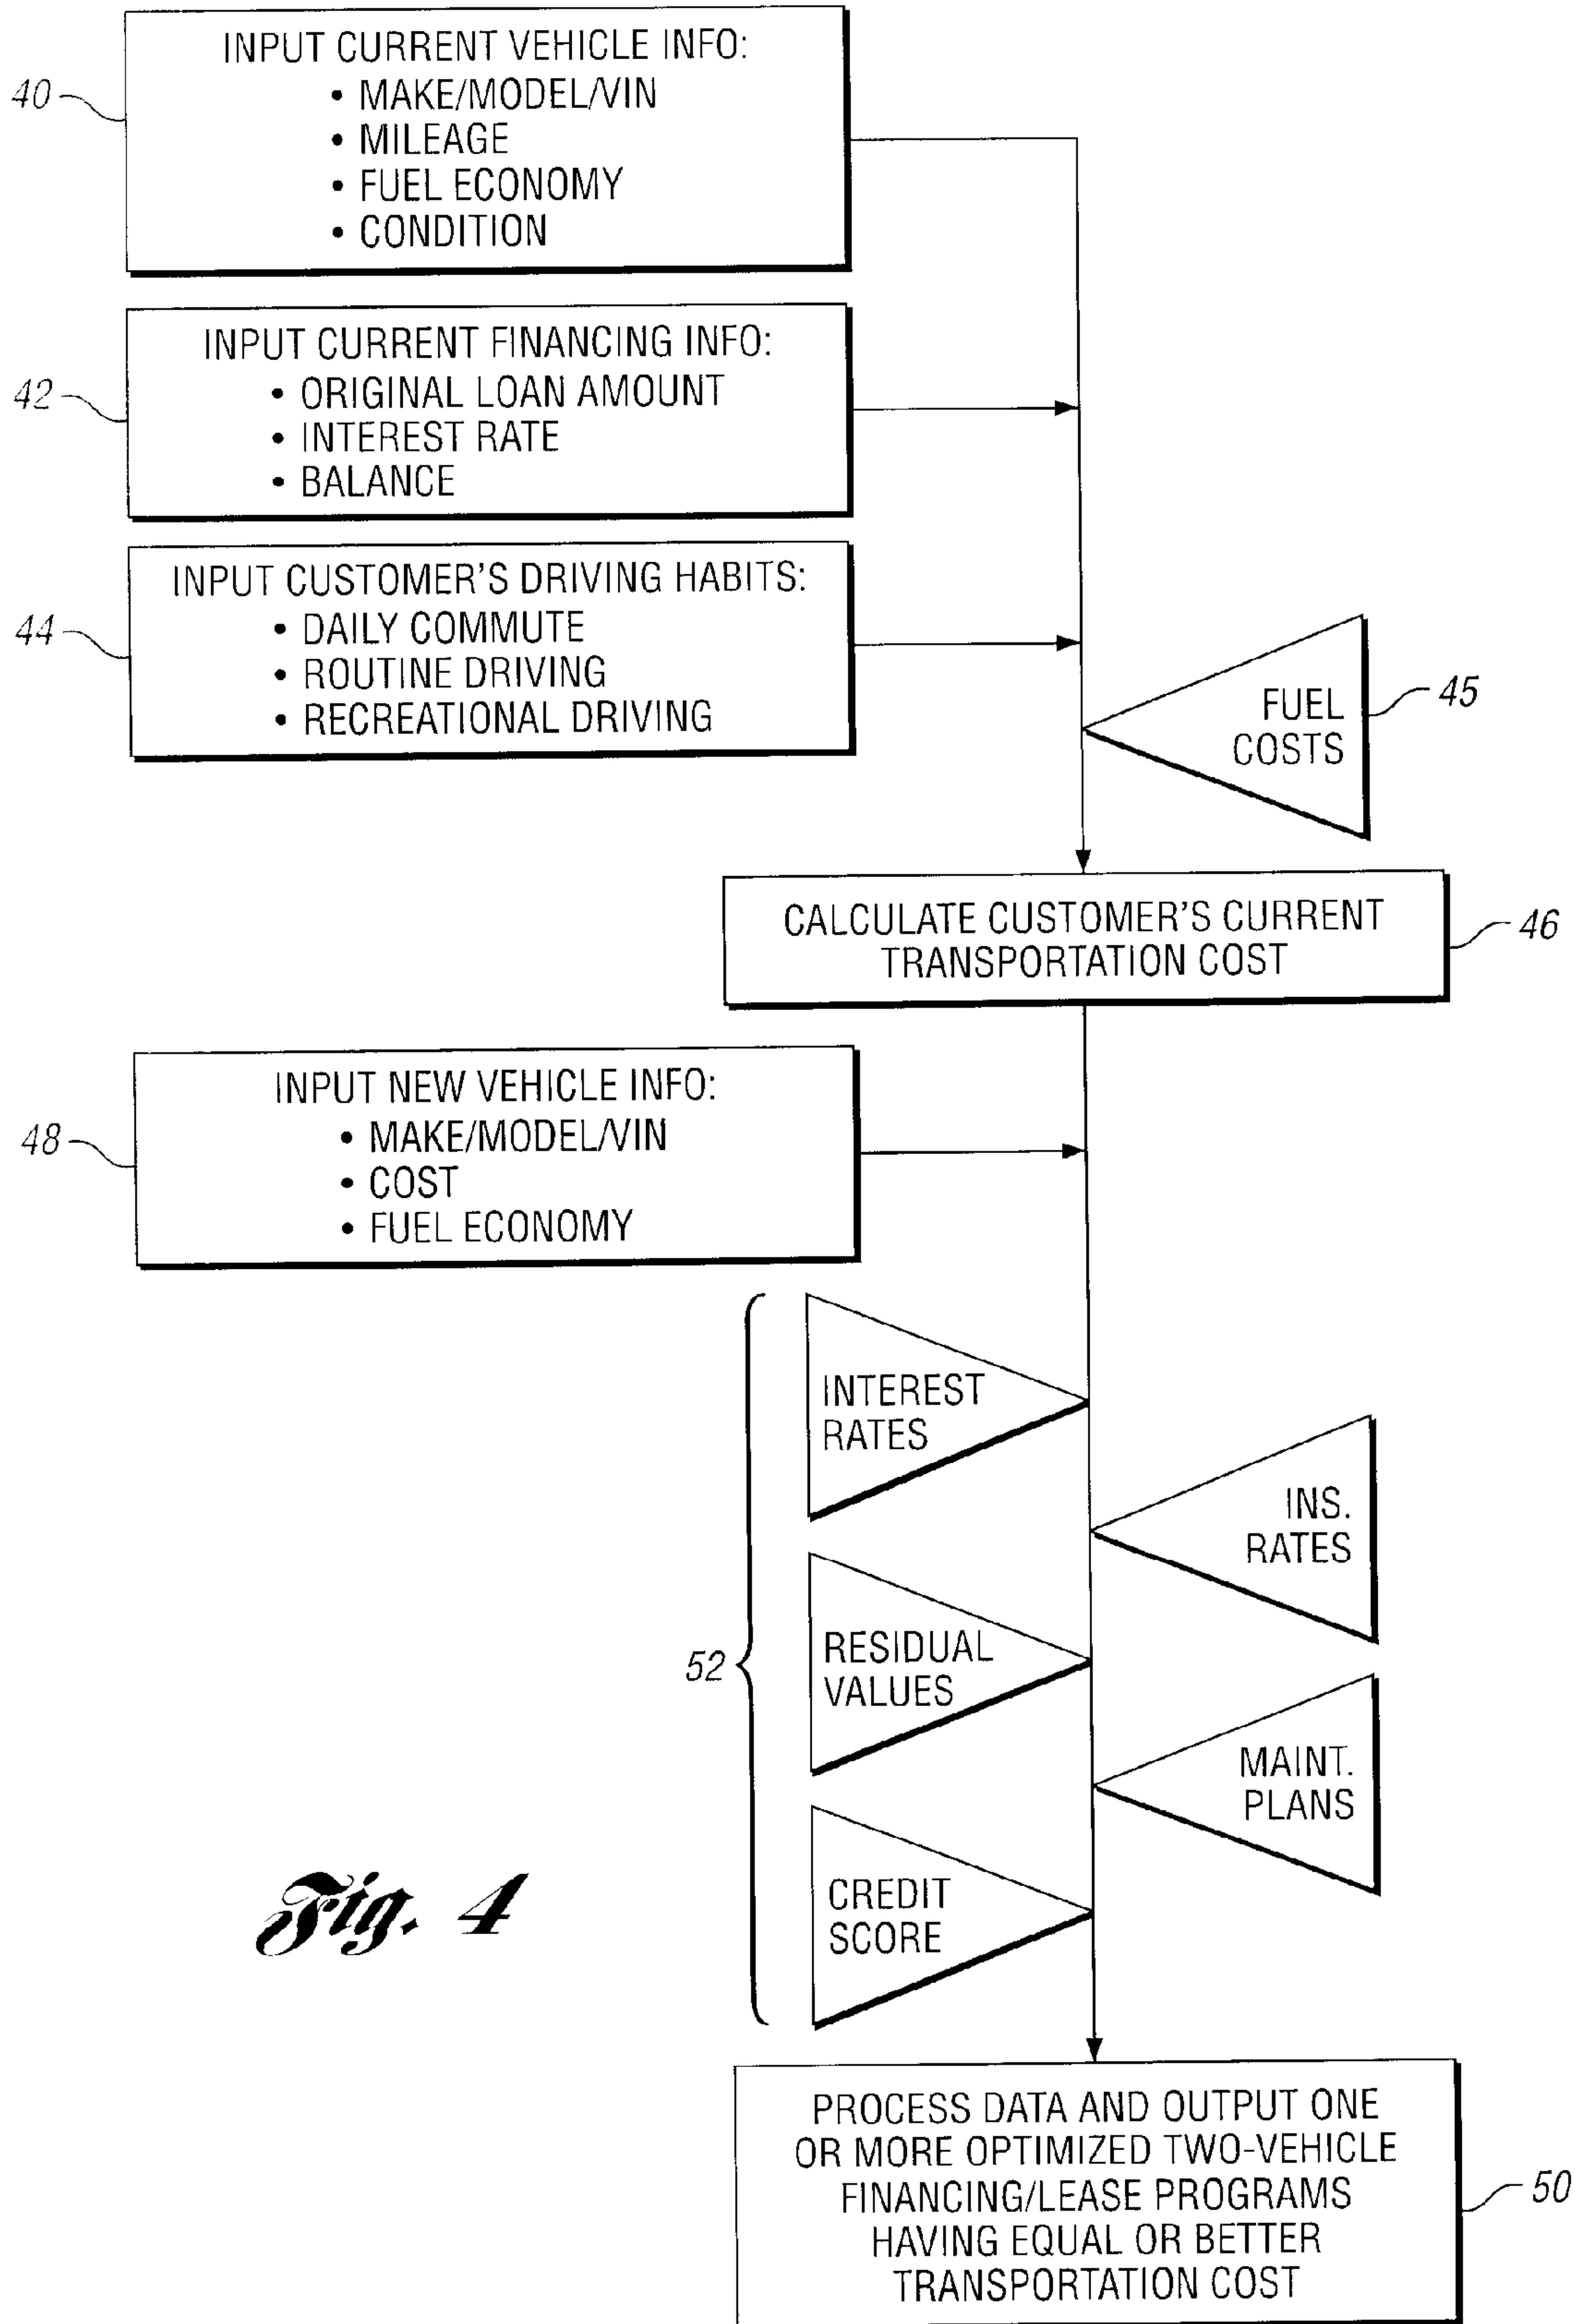 INPUT CURRENT VEHICLE INFO:
• MAKE/MODEL/VIN
• MILEAGE
• FUEL ECONOMY
• CONDITION
40
INPUT CURRENT FINANCING INFO:
• ORIGINAL LOAN AMOUNT
• INTEREST RATE
• BALANCE
42
INPUT CUSTOMER'S DRIVING HABITS:
• DAILY COMMUTE
• ROUTINE DRIVING
• RECREATIONAL DRIVING
44
FUEL
COSTS
45
CALCULATE CUSTOMER'S CURRENT
TRANSPORTATION COST
46
INPUT NEW VEHICLE INFO:
• MAKE/MODEL/VIN
• COST
• FUEL ECONOMY
48
INTEREST
RATES
INS.
RATES
RESIDUAL
VALUES
52
MAINT.
PLANS
CREDIT
SCORE
Fig. 4
PROCESS DATA AND OUTPUT ONE
OR MORE OPTIMIZED TWO-VEHICLE
FINANCING/LEASE PROGRAMS
HAVING EQUAL OR BETTER
TRANSPORTATION COST
50